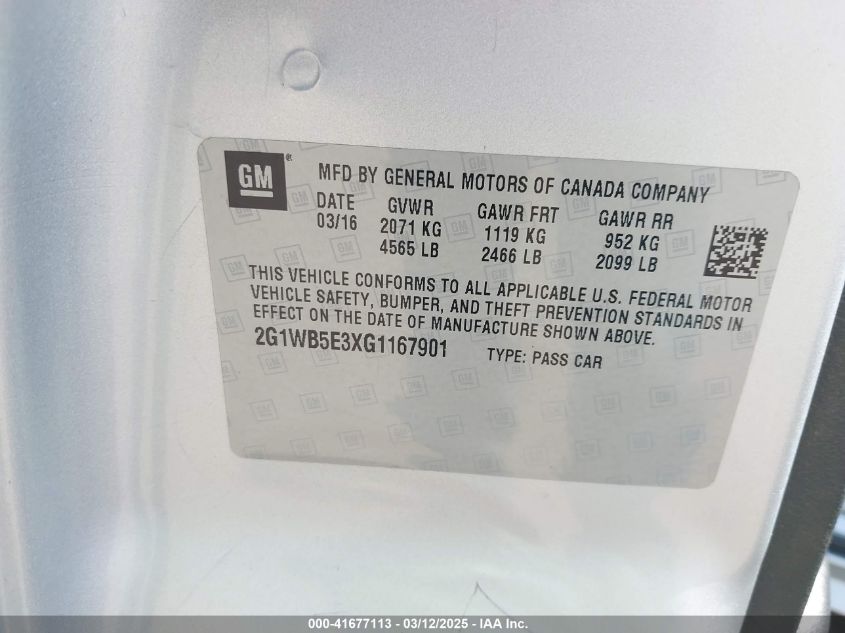 GM ®
MFD BY GENERAL MOTORS OF CANADA COMPANY
DATE GVWR GAWR FRT GAWR RR
03/16 2071 KG 1119 KG 952 KG
4565 LB 2466 LB 2099 LB
THIS VEHICLE CONFORMS TO ALL APPLICABLE U.S. FEDERAL MOTOR
VEHICLE SAFETY, BUMPER, AND THEFT PREVENTION STANDARDS IN
EFFECT ON THE DATE OF MANUFACTURE SHOWN ABOVE.
2G1WB5E3XG1167901 TYPE: PASS CAR
000-41677113 - 03/12/2025 - IAA Inc.